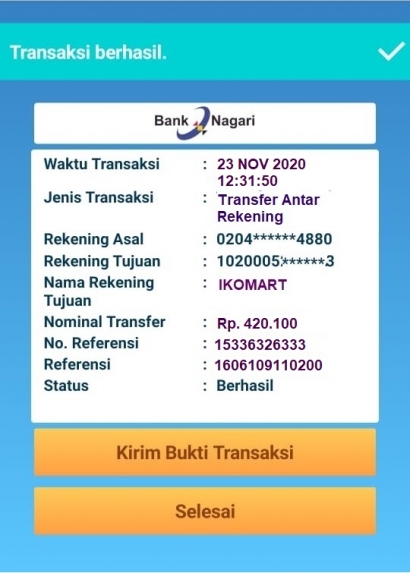 Transaksi berhasil.
Bank Nagari
Waktu Transaksi : 23 NOV 2020
12:31:50
Jenis Transaksi : Transfer Antar
Rekening
Rekening Asal : 0204******4880
Rekening Tujuan : 1020005******3
Nama Rekening : IKOMART
Tujuan
Nominal Transfer : Rp. 420.100
No. Referensi : 15336326333
Referensi : 1606109110200
Status : Berhasil
Kirim Bukti Transaksi
Selesai